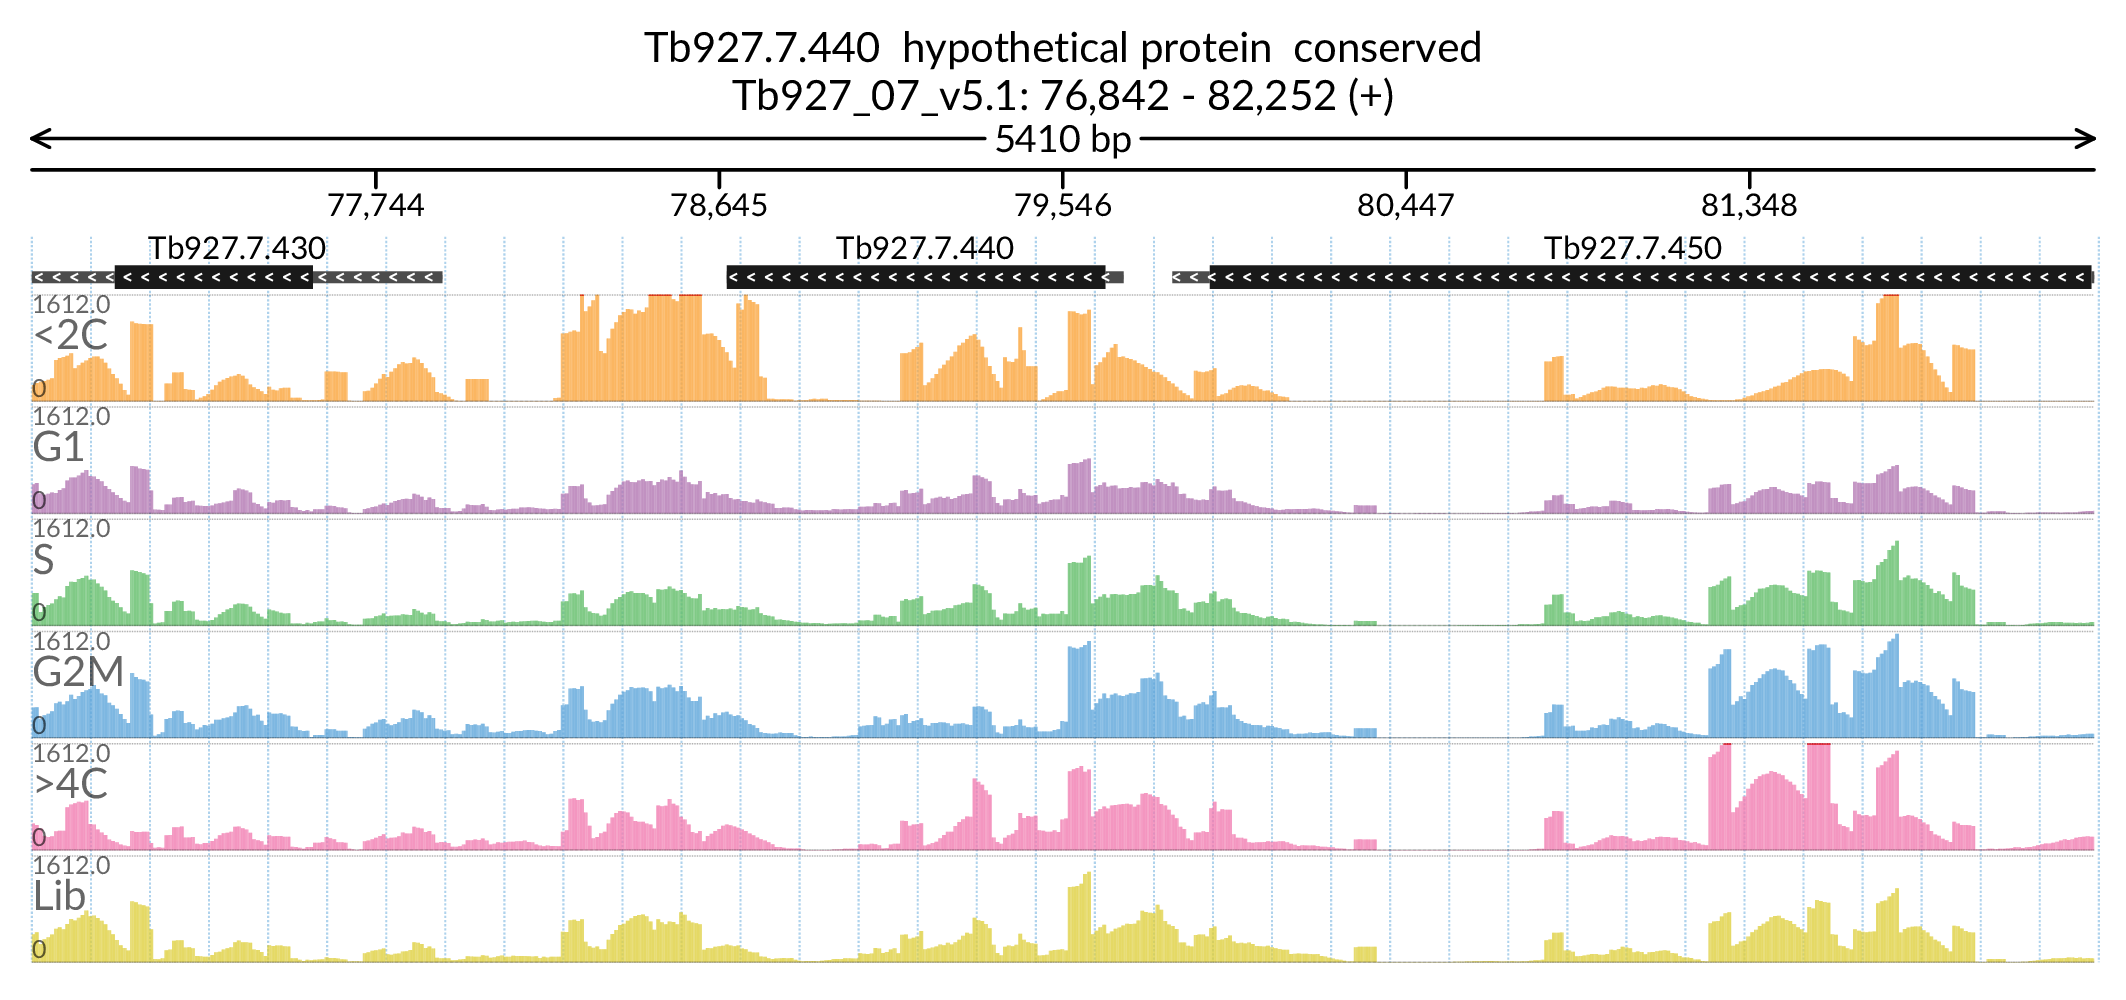 Tb927.7.440 hypothetical protein conserved
Tb927_07_v5.1: 76,842 - 82,252 (+)
5410 bp
77,744 78,645 79,546 80,447 81,348
Tb927.7.430 Tb927.7.440 Tb927.7.450
1612.0
<2C
0
1612.0
G1
0
1612.0
S
0
1612.0
G2M
0
1612.0
>4C
0
1612.0
Lib
0